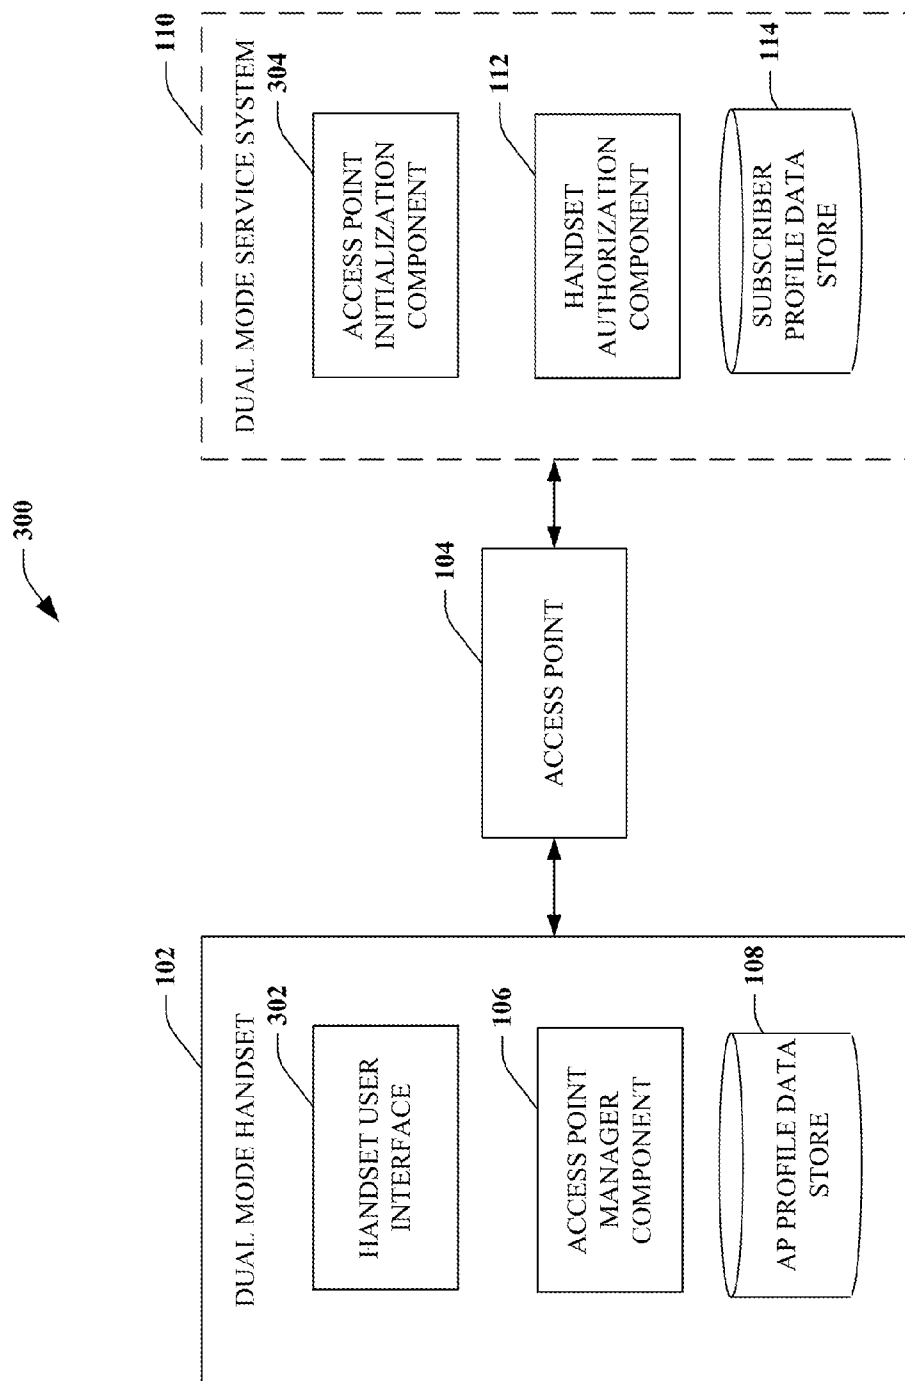 300
102
DUAL MODE HANDSET
302
HANDSET USER
INTERFACE
106
ACCESS POINT
MANAGER
COMPONENT
108
AP PROFILE DATA
STORE
104
ACCESS POINT
110
DUAL MODE SERVICE SYSTEM
304
ACCESS POINT
INITIALIZATION
COMPONENT
112
HANDSET
AUTHORIZATION
COMPONENT
114
SUBSCRIBER
PROFILE DATA
STORE